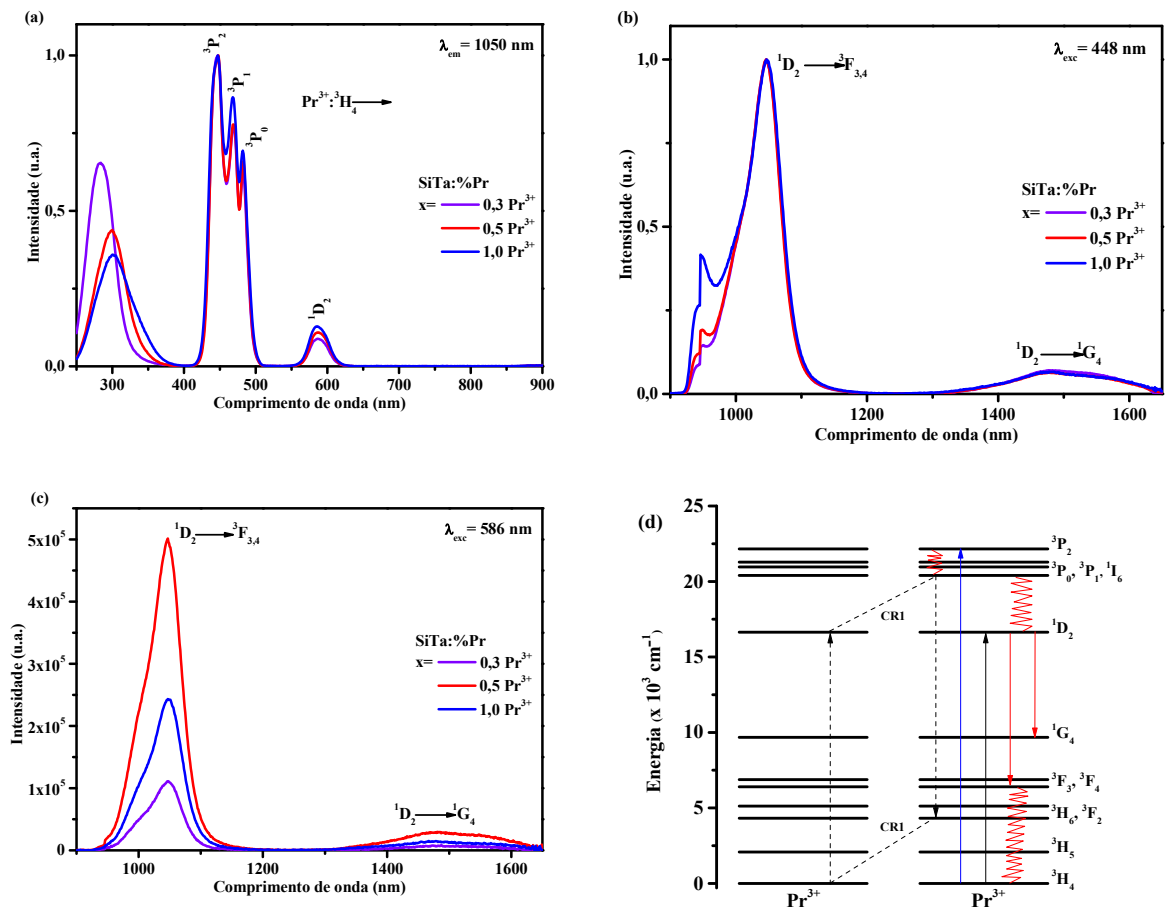 (a)
λem= 1050 nm
³P₂
³P₁
³P₀
Pr³⁺:³H₄
¹D₂
SiTa:%Pr
x=
0,3 Pr³⁺
0,5 Pr³⁺
1,0 Pr³⁺
1,0
0,5
0,0
Intensidade (u.a.)
300 400 500 600 700 800 900
Comprimento de onda (nm)
(b)
λexc= 448 nm
¹D₂ ³F₃,₄
SiTa:%Pr
x=
0,3 Pr³⁺
0,5 Pr³⁺
1,0 Pr³⁺
¹D₂ ¹G₄
1,0
0,5
0,0
Intensidade (u.a.)
1000 1200 1400 1600
Comprimento de onda (nm)
(c)
λexc= 586 nm
¹D₂ ³F₃,₄
SiTa:%Pr
x=
0,3 Pr³⁺
0,5 Pr³⁺
1,0 Pr³⁺
¹D₂ ¹G₄
5x10⁵
4x10⁵
3x10⁵
2x10⁵
1x10⁵
0
Intensidade (u.a.)
1000 1200 1400 1600
Comprimento de onda (nm)
(d)
³P₂
³P₀, ³P₁, ¹I₆
CR1
¹D₂
¹G₄
³F₃, ³F₄
³H₆, ³F₂
CR1
³H₅
³H₄
25
20
15
10
5
0
Energia (x 10³ cm⁻¹)
Pr³⁺ Pr³⁺